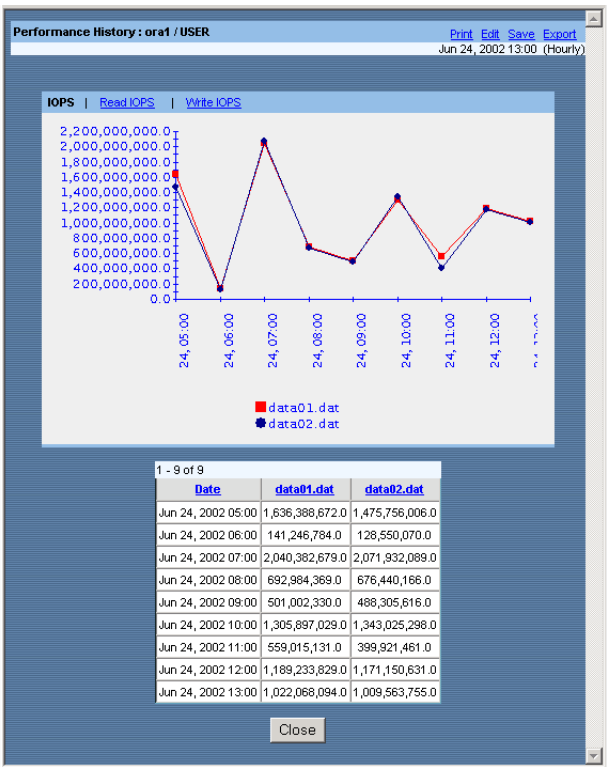 Performance History : ora1 / USER
Print Edit Save Export
Jun 24, 2002 13:00 (Hourly)
IOPS | Read IOPS | Write IOPS
2,200,000,000.0
2,000,000,000.0
1,800,000,000.0
1,600,000,000.0
1,400,000,000.0
1,200,000,000.0
1,000,000,000.0
800,000,000.0
600,000,000.0
400,000,000.0
200,000,000.0
0.0
24, 05:00
24, 06:00
24, 07:00
24, 08:00
24, 09:00
24, 10:00
24, 11:00
24, 12:00
data01.dat
data02.dat
1 - 9 of 9
Date data01.dat data02.dat
Jun 24, 2002 05:00 1,636,388,672.0 1,475,756,006.0
Jun 24, 2002 06:00 141,246,784.0 128,550,070.0
Jun 24, 2002 07:00 2,040,382,679.0 2,071,932,089.0
Jun 24, 2002 08:00 692,984,369.0 676,440,166.0
Jun 24, 2002 09:00 501,002,330.0 488,305,616.0
Jun 24, 2002 10:00 1,305,897,029.0 1,343,025,298.0
Jun 24, 2002 11:00 559,015,131.0 399,921,461.0
Jun 24, 2002 12:00 1,189,233,829.0 1,171,150,631.0
Jun 24, 2002 13:00 1,022,068,094.0 1,009,563,755.0
Close